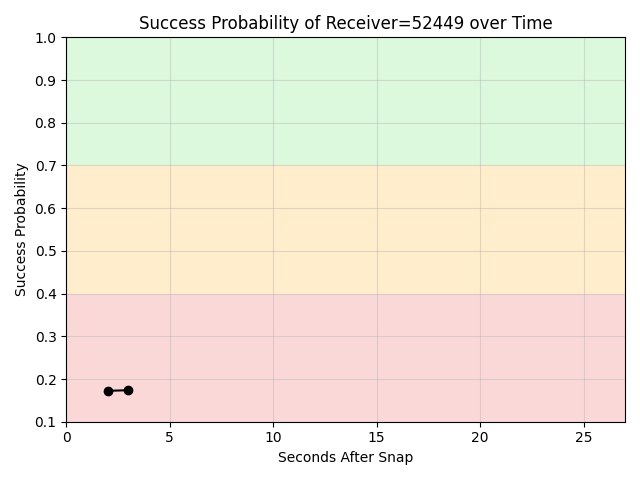 Success Probability of Receiver=52449 over Time
1.0
0.9
0.8
0.7
0.6
0.5
0.4
0.3
0.2
0.1
Success Probability
0 5 10 15 20 25
Seconds After Snap